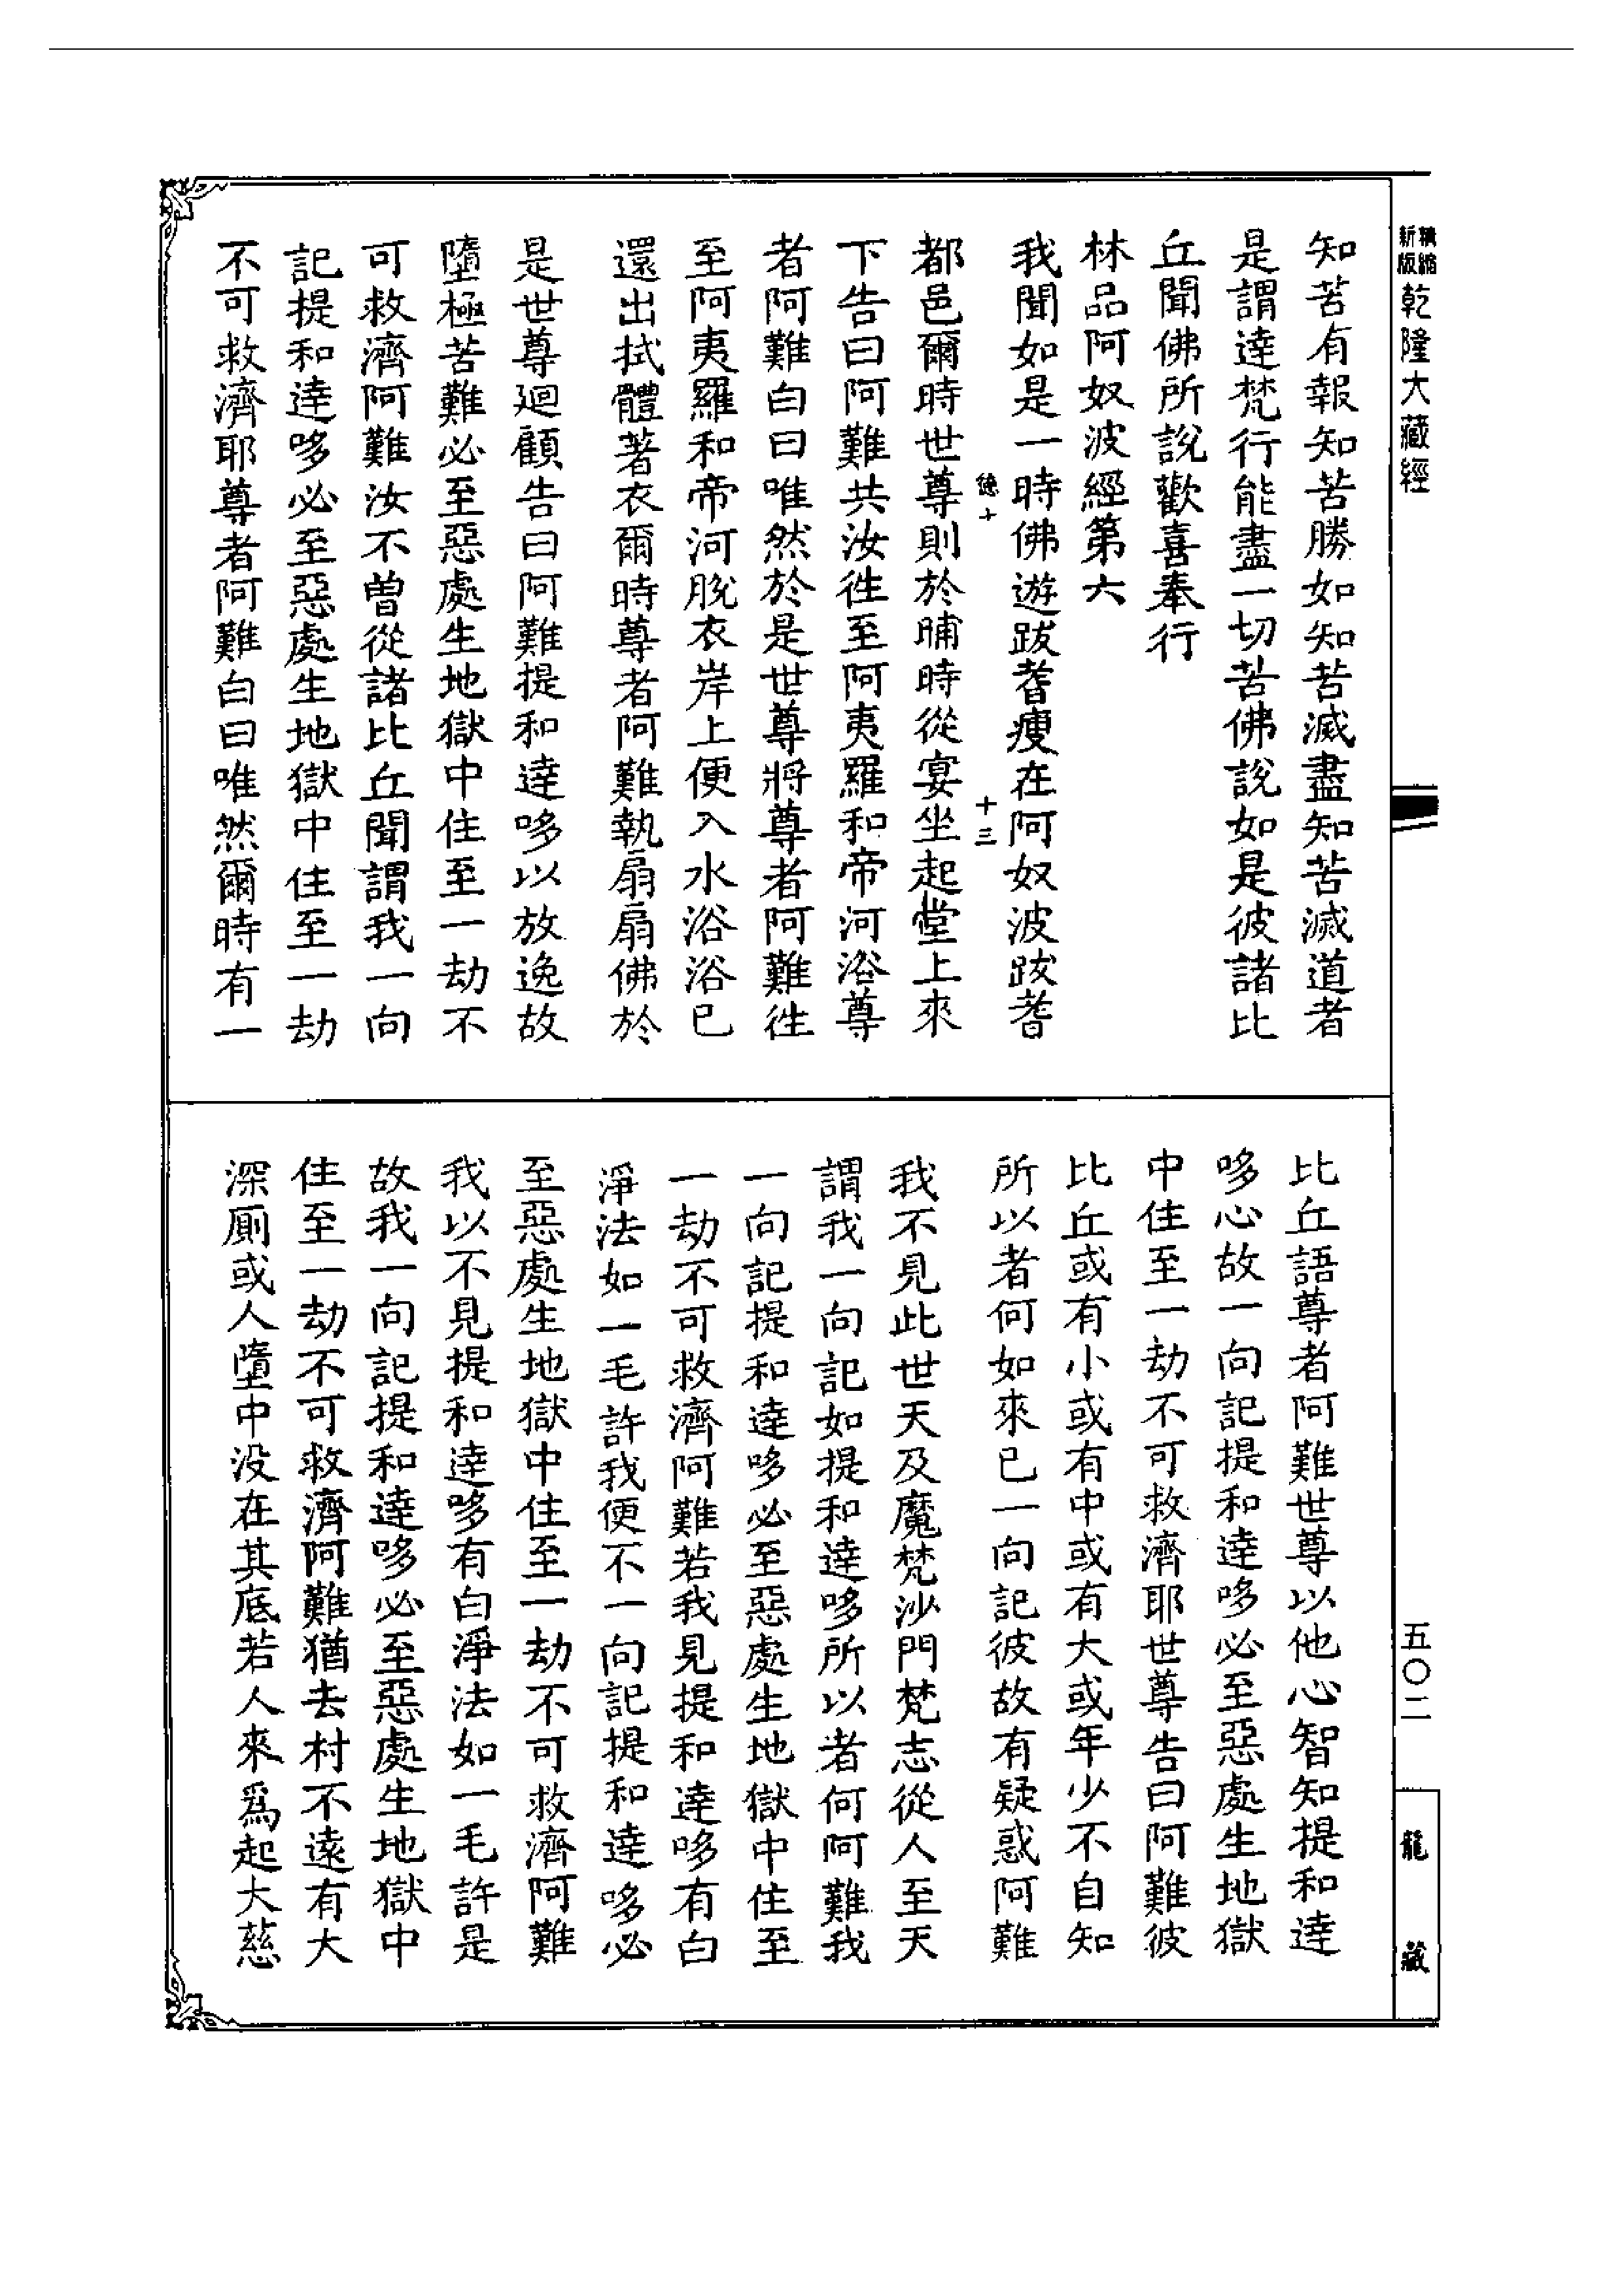 精縮
新版
乾隆大藏經
知苦有報知苦勝如知苦滅盡知苦滅道者
是謂達梵行能盡一切苦佛說如是彼諸比
丘聞佛所說歡喜奉行
林品阿奴波經第六
我聞如是一時佛遊跋耆瘦在阿奴波跋耆
德十 十三
都邑爾時世尊則於晡時從宴坐起堂上來
下告曰阿難共汝徃至阿夷羅和帝河浴尊
者阿難白曰唯然於是世尊將尊者阿難徃
至阿夷羅和帝河脫衣岸上便入水浴浴已
還出拭體著衣爾時尊者阿難執扇扇佛於
是世尊廻顧告曰阿難提和達哆以放逸故
墮極苦難必至惡處生地獄中住至一劫不
可救濟阿難汝不曾從諸比丘聞謂我一向
記提和達哆必至惡處生地獄中住至一劫
不可救濟耶尊者阿難白曰唯然爾時有一
比丘語尊者阿難世尊以他心智知提和達
哆心故一向記提和達哆必至惡處生地獄
中住至一劫不可救濟耶世尊告曰阿難彼
比丘或有小或有中或有大或年少不自知
所以者何如來已一向記彼故有疑惑阿難
我不見此世天及魔梵沙門梵志從人至天
謂我一向記如提和達哆所以者何阿難我
一向記提和達哆必至惡處生地獄中住至
一劫不可救濟阿難若我見提和達哆有白
淨法如一毛許我便不一向記提和達哆必
至惡處生地獄中住至一劫不可救濟阿難
我以不見提和達哆有白淨法如一毛許是
故我一向記提和達哆必至惡處生地獄中
住至一劫不可救濟阿難猶去村不遠有大
深厠或人墮中没在其底若人來爲起大慈
五〇二
龍藏